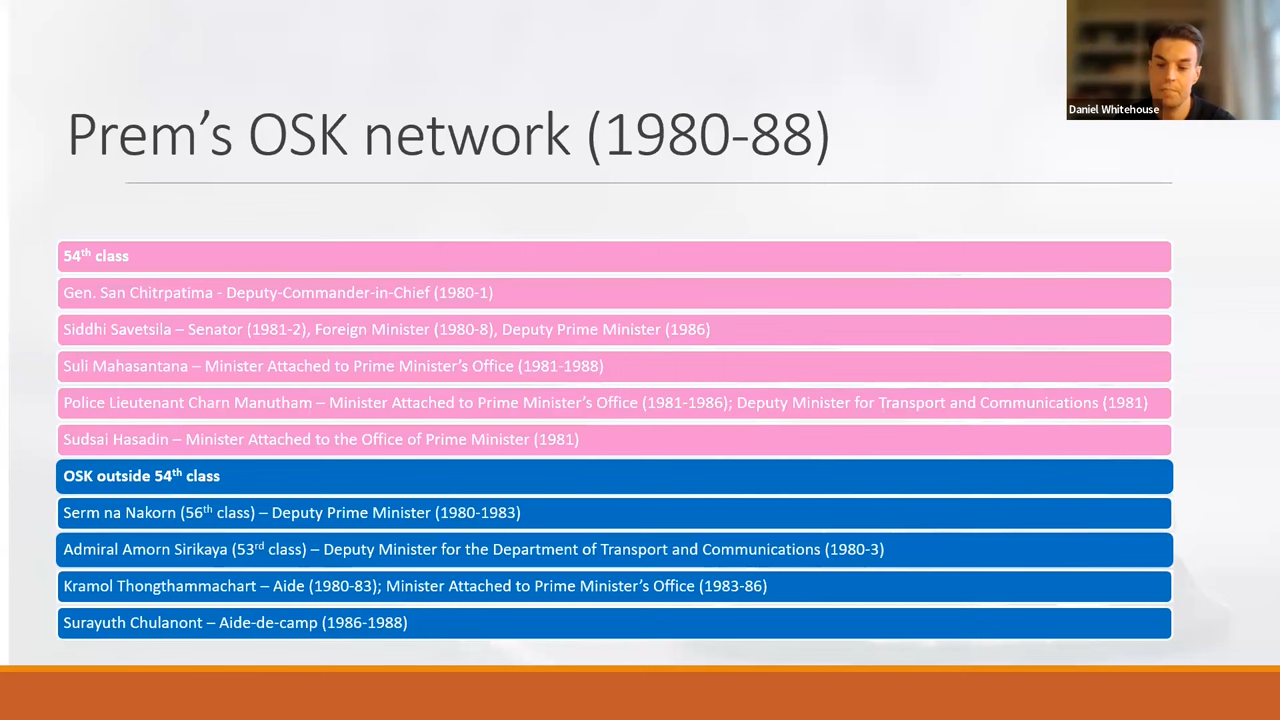 Daniel Whitehouse
Prem’s OSK network (1980-88)
54th class
Gen. San Chitrpatima - Deputy-Commander-in-Chief (1980-1)
Siddhi Savetsila – Senator (1981-2), Foreign Minister (1980-8), Deputy Prime Minister (1986)
Suli Mahasantana – Minister Attached to Prime Minister’s Office (1981-1988)
Police Lieutenant Charn Manutham – Minister Attached to Prime Minister’s Office (1981-1986); Deputy Minister for Transport and Communications (1981)
Sudsai Hasadin – Minister Attached to the Office of Prime Minister (1981)
OSK outside 54th class
Serm na Nakorn (56th class) – Deputy Prime Minister (1980-1983)
Admiral Amorn Sirikaya (53rd class) – Deputy Minister for the Department of Transport and Communications (1980-3)
Kramol Thongthammachart – Aide (1980-83); Minister Attached to Prime Minister’s Office (1983-86)
Surayuth Chulanont – Aide-de-camp (1986-1988)